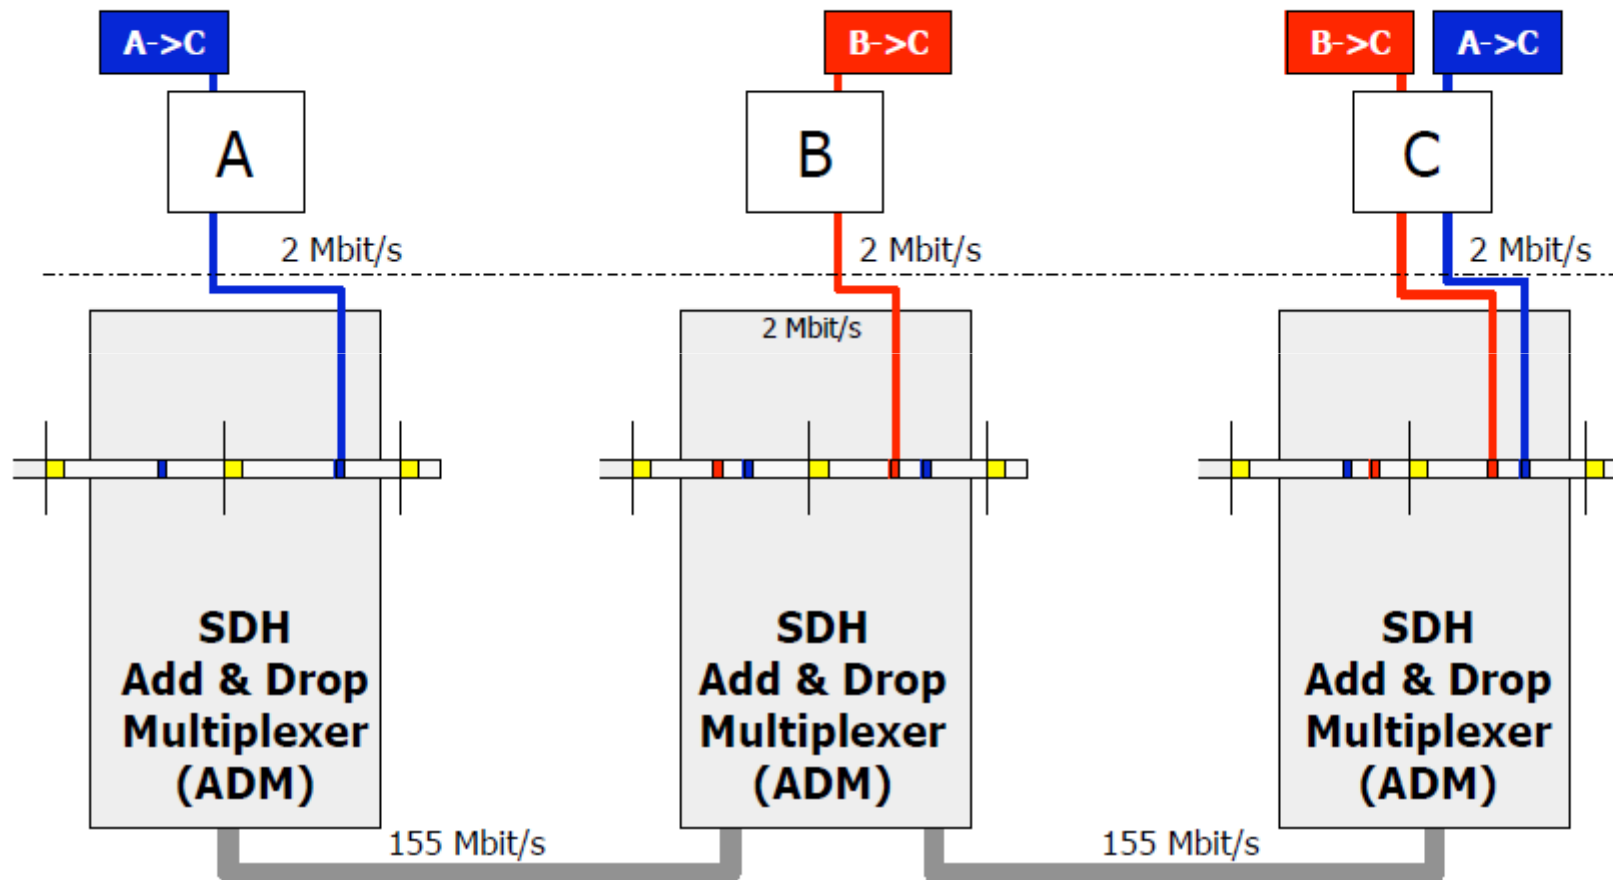 A->C
B->C
B->C
A->C
A
B
C
2 Mbit/s
2 Mbit/s
2 Mbit/s
2 Mbit/s
SDH
Add & Drop
Multiplexer
(ADM)
SDH
Add & Drop
Multiplexer
(ADM)
SDH
Add & Drop
Multiplexer
(ADM)
155 Mbit/s
155 Mbit/s